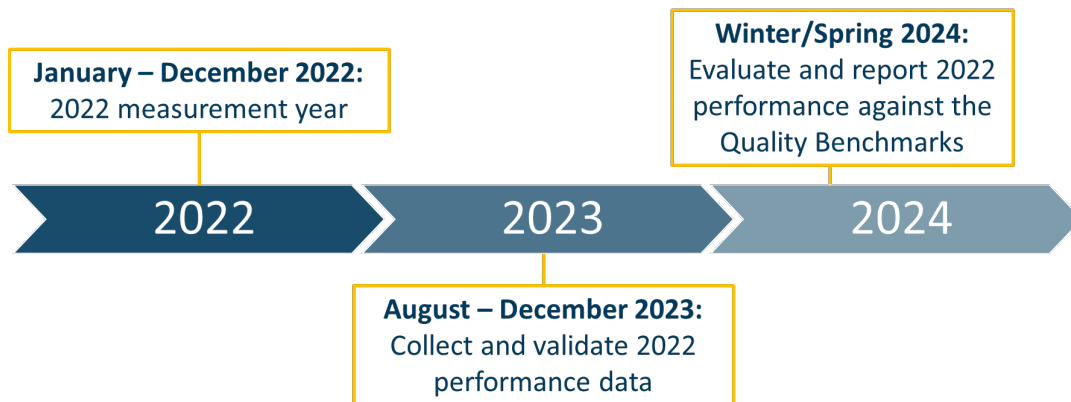 January – December 2022:
2022 measurement year
Winter/Spring 2024:
Evaluate and report 2022
performance against the
Quality Benchmarks
2022
2023
2024
August – December 2023:
Collect and validate 2022
performance data